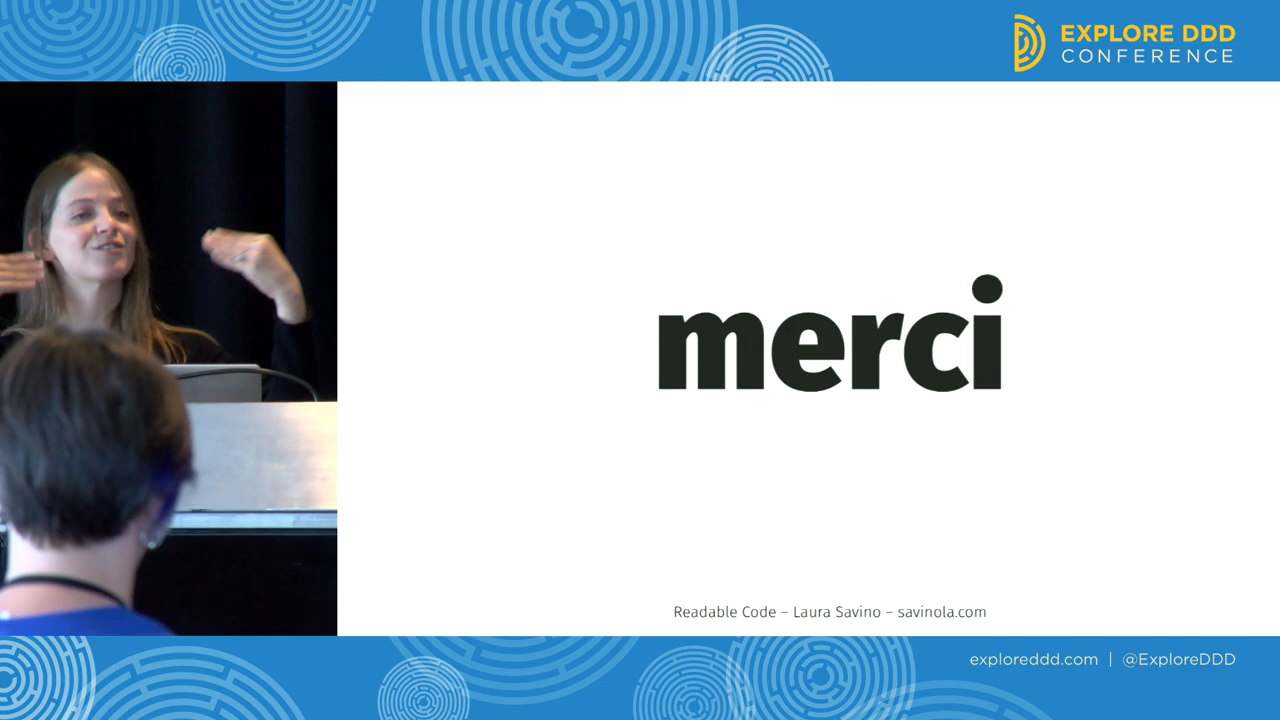 EXPLORE DDD
CONFERENCE
merci
Readable Code – Laura Savino – savinola.com
exploreddd.com | @ExploreDDD